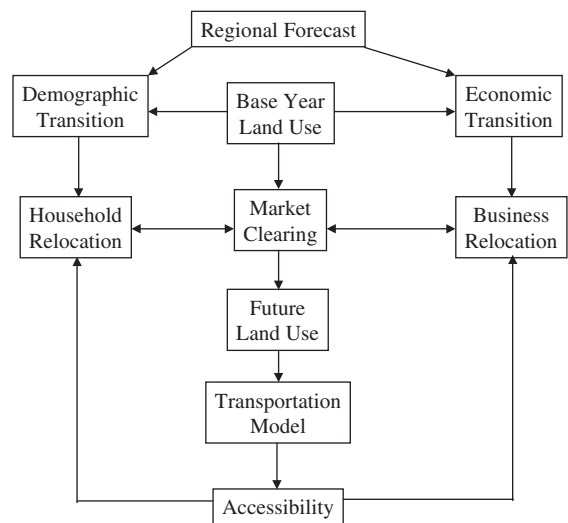 Regional Forecast
Demographic
Transition
Base Year
Land Use
Economic
Transition
Household
Relocation
Market
Clearing
Business
Relocation
Future
Land Use
Transportation
Model
Accessibility